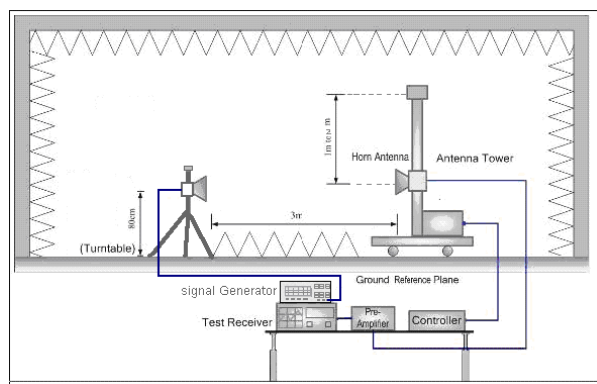 Horn Antenna
Antenna Tower
3m
80cm
(Turntable)
Ground Reference Plane
signal Generator
Test Receiver
Pre-
Amplifier
Controller